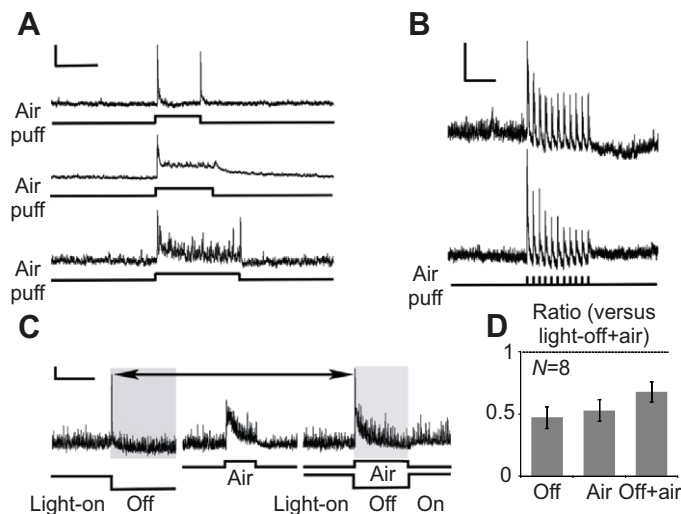 A
Air
puff
Air
puff
Air
puff
B
Air
puff
C
Light-on Off
Air
Air
Light-on Off On
D
Ratio (versus
light-off+air)
1
N=8
0.5
0
Off Air Off+air